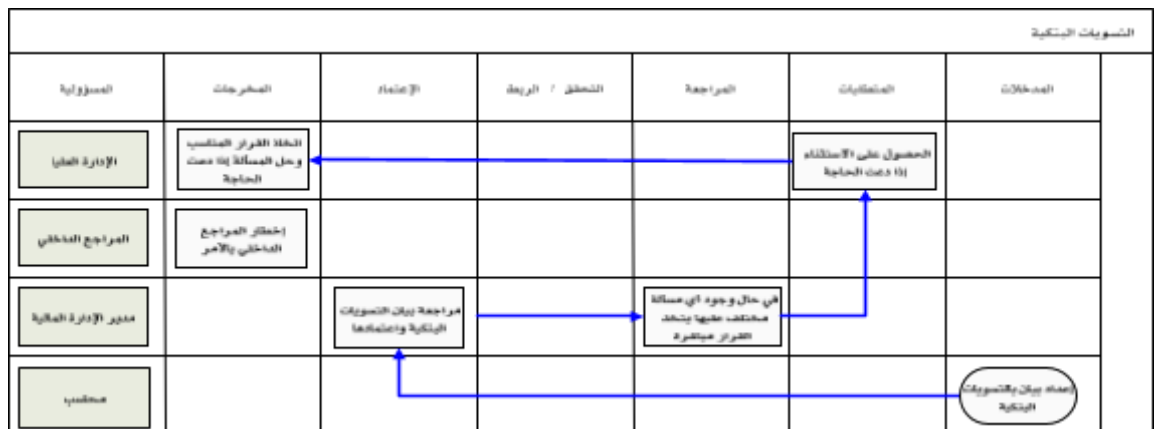 التسويات البنكية
المدخلات
المتطلبات
المراجعة
التحقق / الربط
الإعتماد
المخرجات
المسؤولية
الحصول على الاستثناء
إذا دعت الحاجة
اتخاذ القرار المناسب
وحل المسألة إذا دعت
الحاجة
الإدارة العليا
إخطار المراجع
الداخلي بالأمر
المراجع الداخلي
في حال وجود أي مسألة
مختلف عليها يتخذ
القرار مباشرة
مراجعة بيان التسويات
البنكية واعتمادها
مدير الإدارة المالية
إعداد بيان بالتسويات
البنكية
محاسب